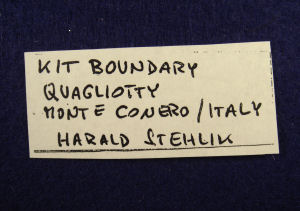 KIT BOUNDARY
QUAGLIOTTY
MONTE CONERO / ITALY
HARALD STEHLIK